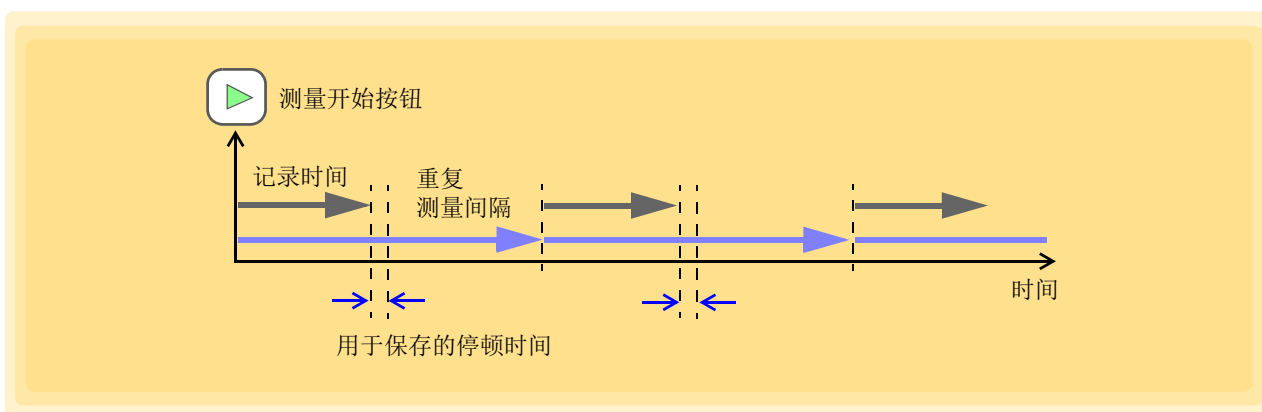 测量开始按钮
记录时间
重复
测量间隔
时间
用于保存的停顿时间